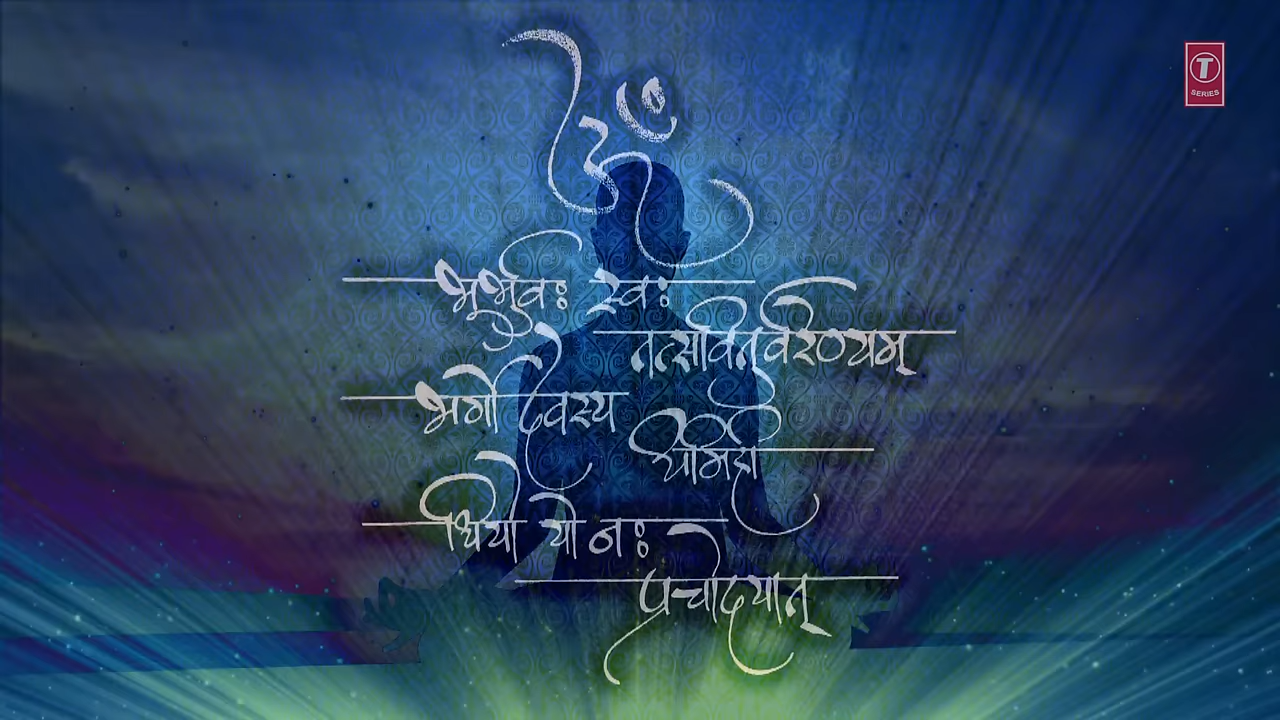 ॐ
भूर्भुवः स्वः
तत्सवितुर्वरेण्यम्
भर्गो देवस्य
धीमही
धियो यो नः
प्रचोदयात्
T
SERIES